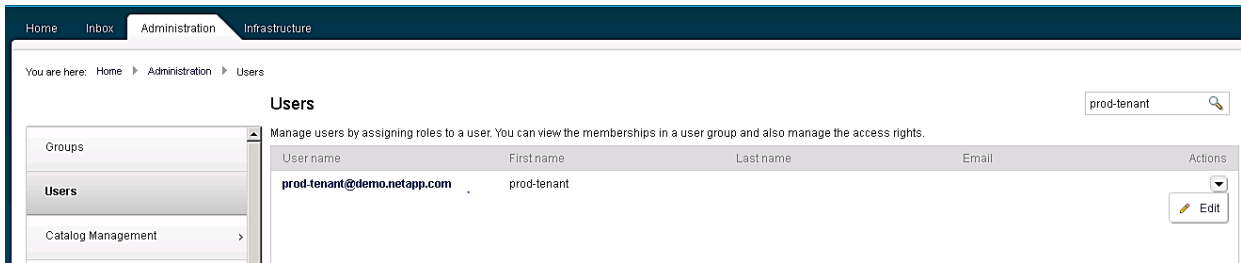 Home Inbox Administration Infrastructure
You are here: Home Administration Users
Users
prod-tenant
Manage users by assigning roles to a user. You can view the memberships in a user group and also manage the access rights.
Groups
Users
Catalog Management
User name First name Last name Email Actions
prod-tenant@demo.netapp.com prod-tenant
Edit